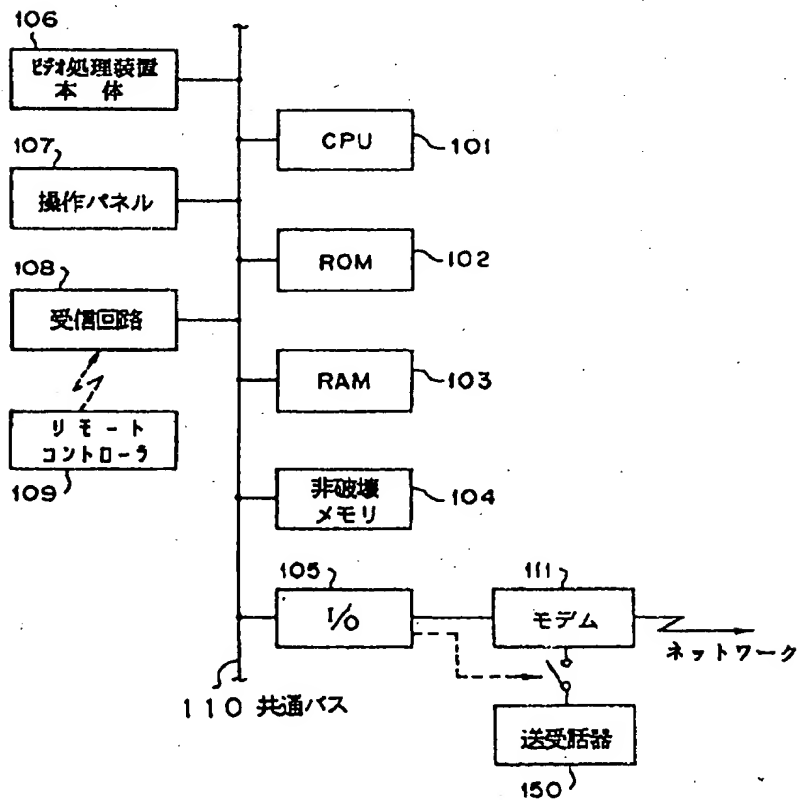 106
ビデオ処理装置
本体
107
操作パネル
108
受信回路
リモート
コントローラ
109
CPU
101
ROM
102
RAM
103
非破壊
メモリ
104
105
I/O
111
モデム
ネットワーク
110 共通バス
送受話器
150